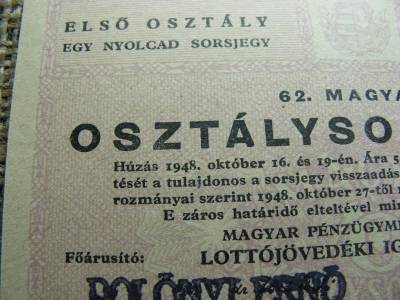 ELSŐ OSZTÁLY
EGY NYOLCAD SORSJEGY
62. MAGYA
OSZTÁLYSO
Húzás 1948. október 16. és 19-én. Ára 5
tését a tulajdonos a sorsjegy visszaadás
rozmányai szerint 1948. október 27-től
E záros határidő elteltével min
MAGYAR PÉNZÜGYM
Főárusító: LOTTÓJÖVEDÉKI IG